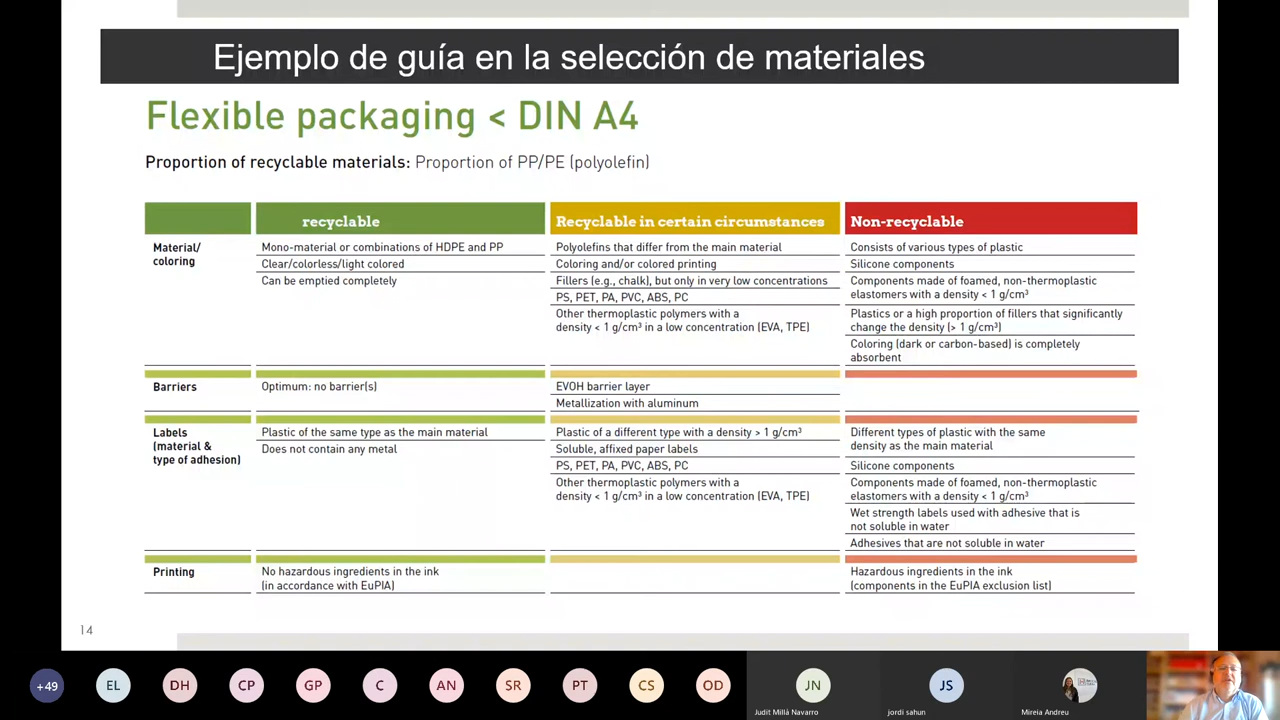 Ejemplo de guía en la selección de materiales
Flexible packaging < DIN A4
Proportion of recyclable materials: Proportion of PP/PE (polyolefin)
recyclable
Recyclable in certain circumstances
Non-recyclable
Material/
coloring
Mono-material or combinations of HDPE and PP
Clear/colorless/light colored
Can be emptied completely
Polyolefins that differ from the main material
Coloring and/or colored printing
Fillers (e.g., chalk), but only in very low concentrations
PS, PET, PA, PVC, ABS, PC
Other thermoplastic polymers with a
density < 1 g/cm³ in a low concentration (EVA, TPE)
Consists of various types of plastic
Silicone components
Components made of foamed, non-thermoplastic
elastomers with a density < 1 g/cm³
Plastics or a high proportion of fillers that significantly
change the density (> 1 g/cm³)
Coloring (dark or carbon-based) is completely
absorbent
Barriers
Optimum: no barrier(s)
EVOH barrier layer
Metallization with aluminum
Labels
(material &
type of adhesion)
Plastic of the same type as the main material
Does not contain any metal
Plastic of a different type with a density > 1 g/cm³
Soluble, affixed paper labels
PS, PET, PA, PVC, ABS, PC
Other thermoplastic polymers with a
density < 1 g/cm³ in a low concentration (EVA, TPE)
Different types of plastic with the same
density as the main material
Silicone components
Components made of foamed, non-thermoplastic
elastomers with a density < 1 g/cm³
Wet strength labels used with adhesive that is
not soluble in water
Adhesives that are not soluble in water
Printing
No hazardous ingredients in the ink
(in accordance with EuPIA)
Hazardous ingredients in the ink
(components in the EuPIA exclusion list)
14
+49
EL
DH
CP
GP
C
AN
SR
PT
CS
OD
JN
JS
Judit Millà Navarro
jordi sahun
Mireia Andreu